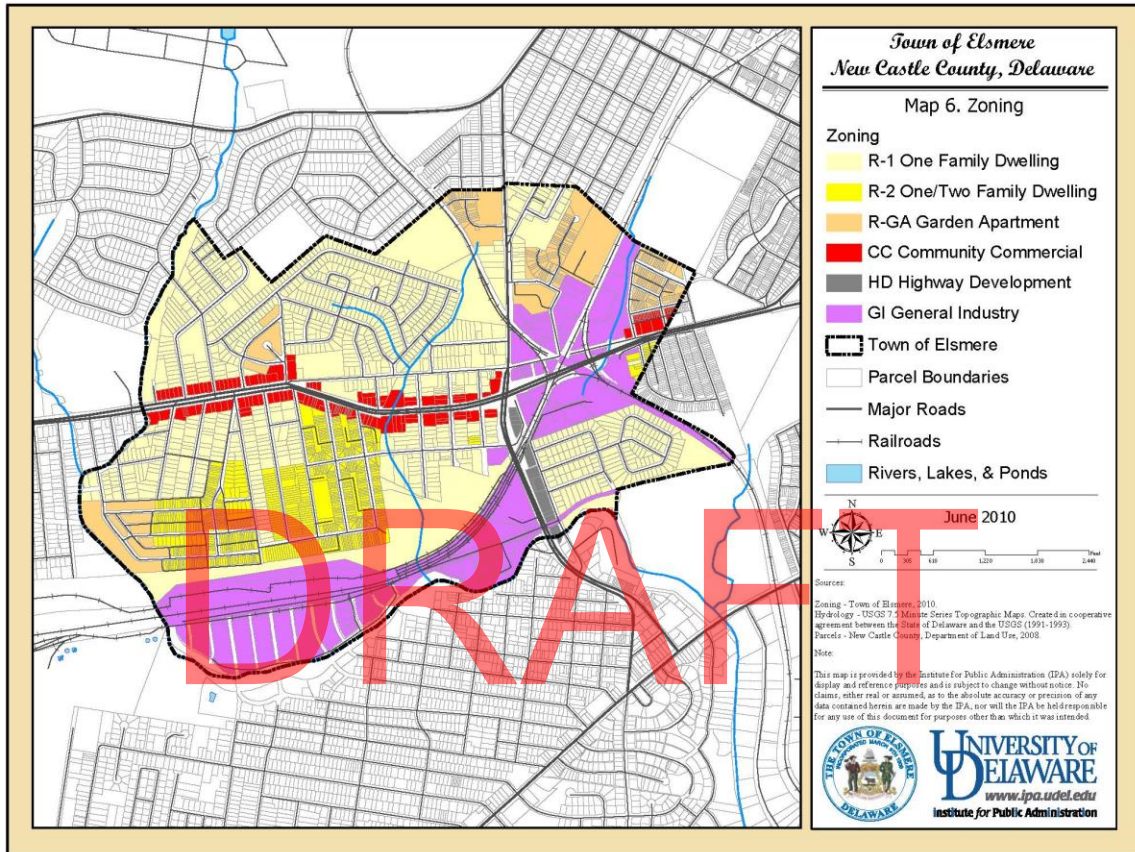 Town of Elsmere
New Castle County, Delaware
Map 6. Zoning
Zoning
R-1 One Family Dwelling
R-2 One/Two Family Dwelling
R-GA Garden Apartment
CC Community Commercial
HD Highway Development
GI General Industry
Town of Elsmere
Parcel Boundaries
Major Roads
Railroads
Rivers, Lakes, & Ponds
June 2010
N
W E
S
Feet
0 305 610 1,220 1,830 2,440
Sources:
Zoning - Town of Elsmere, 2010.
Hydrology - USGS 7.5 Minute Series Topographic Maps. Created in cooperative
agreement between the State of Delaware and the USGS (1991-1993).
Parcels - New Castle County, Department of Land Use, 2008.
Note:
This map is provided by the Institute for Public Administration (IPA) solely for
display and reference purposes and is subject to change without notice. No
claims, either real or assumed, as to the absolute accuracy or precision of any
data contained herein are made by the IPA, nor will the IPA be held responsible
for any use of this document for purposes other than which it was intended.
DRAFT
THE TOWN OF ELSMERE
DELAWARE
UD
UNIVERSITY OF
DELAWARE
www.ipa.udel.edu
Institute for Public Administration